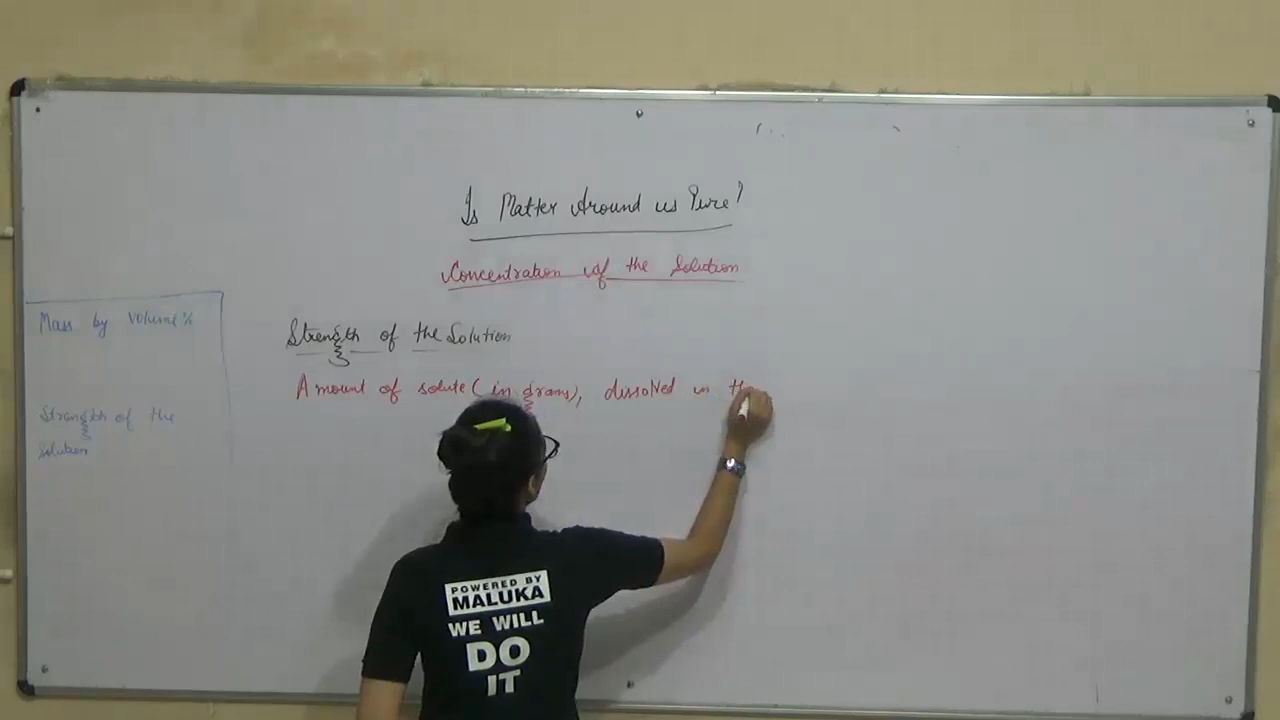 Is Matter Around us Pure?
Concentration of the Solution
Mass by Volume %
Strength of the
Solution
Strength of the Solution
Amount of solute (in grams), dissolved in th
POWERED BY
MALUKA
WE WILL
DO
IT